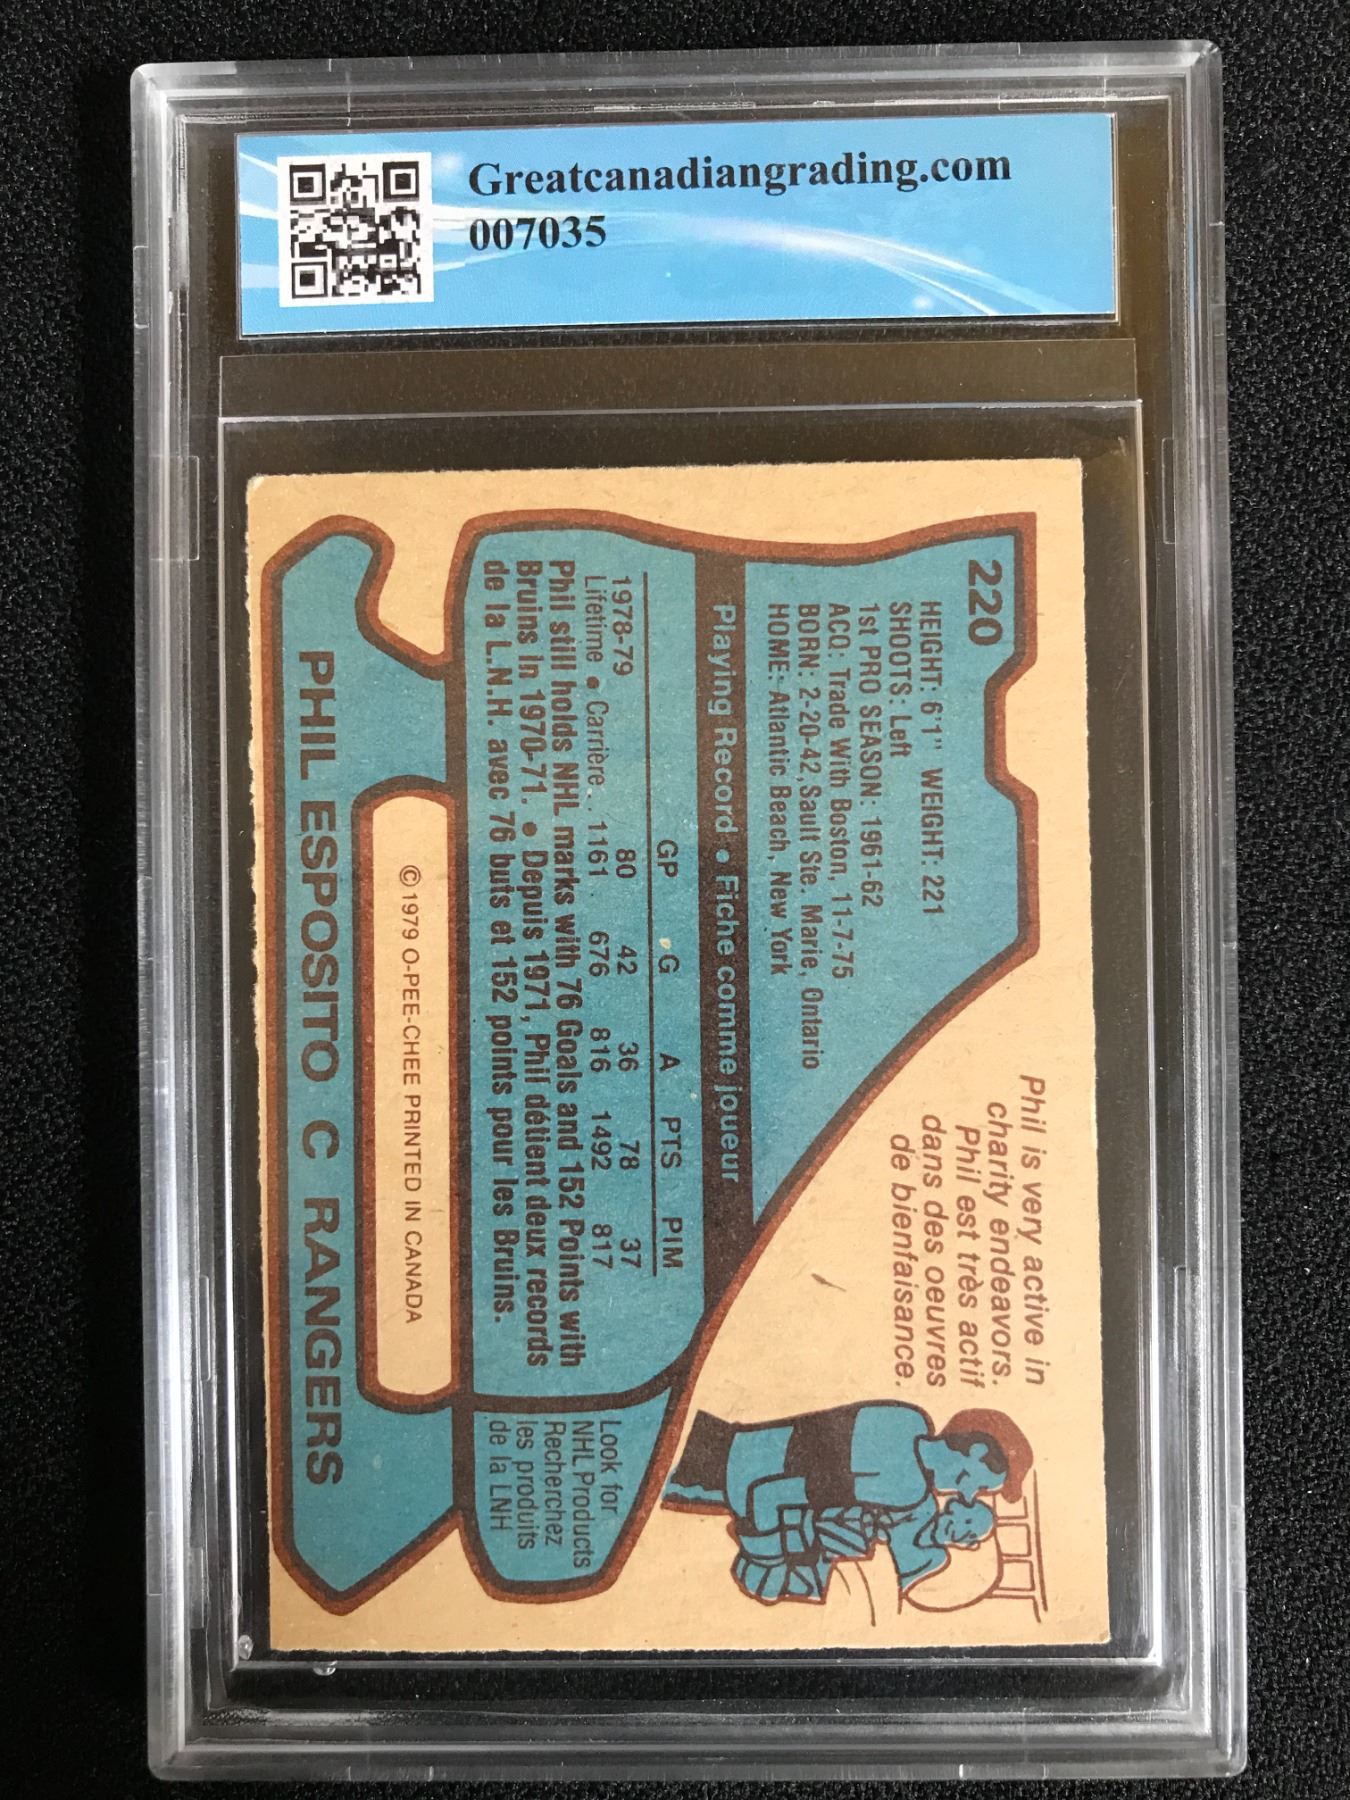 Greatcanadiangrading.com
007035
220
HEIGHT: 6'1" WEIGHT: 221
SHOOTS: Left
1st PRO SEASON: 1961-62
ACQ: Trade With Boston, 11-7-75
BORN: 2-20-42, Sault Ste. Marie, Ontario
HOME: Atlantic Beach, New York
Phil is very active in
charity endeavors.
Phil est très actif
dans des oeuvres
de bienfaisance.
Playing Record • Fiche comme joueur
GP G A PTS PIM
1978-79 80 42 36 78 37
Lifetime • Carrière.. 1161 676 816 1492 817
Phil still holds NHL marks with 76 Goals and 152 Points with
Bruins in 1970-71. • Depuis 1971, Phil détient deux records
de la L.N.H. avec 76 buts et 152 points pour les Bruins.
Look for
NHL Products
Recherchez
les produits
de la LNH
© 1979 O-PEE-CHEE PRINTED IN CANADA
PHIL ESPOSITO C RANGERS